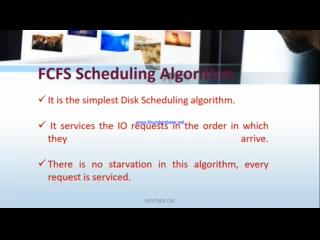 FCFS Scheduling Algorithm
✓ It is the simplest Disk Scheduling algorithm.
✓ It services the IO requests in the order in which
they arrive.
✓ There is no starvation in this algorithm, every
request is serviced.